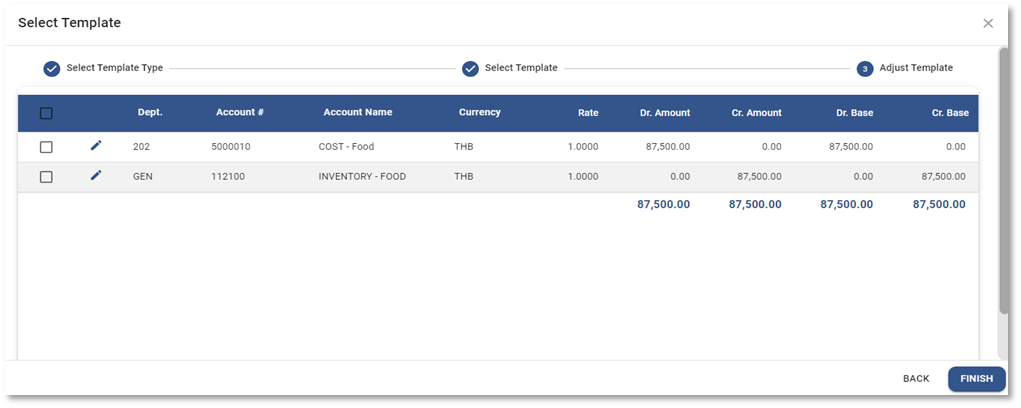 Select Template
Select Template Type Select Template 3 Adjust Template
Dept. Account # Account Name Currency Rate Dr. Amount Cr. Amount Dr. Base Cr. Base
202 5000010 COST - Food THB 1.0000 87,500.00 0.00 87,500.00 0.00
GEN 112100 INVENTORY - FOOD THB 1.0000 0.00 87,500.00 0.00 87,500.00
87,500.00 87,500.00 87,500.00 87,500.00
BACK FINISH